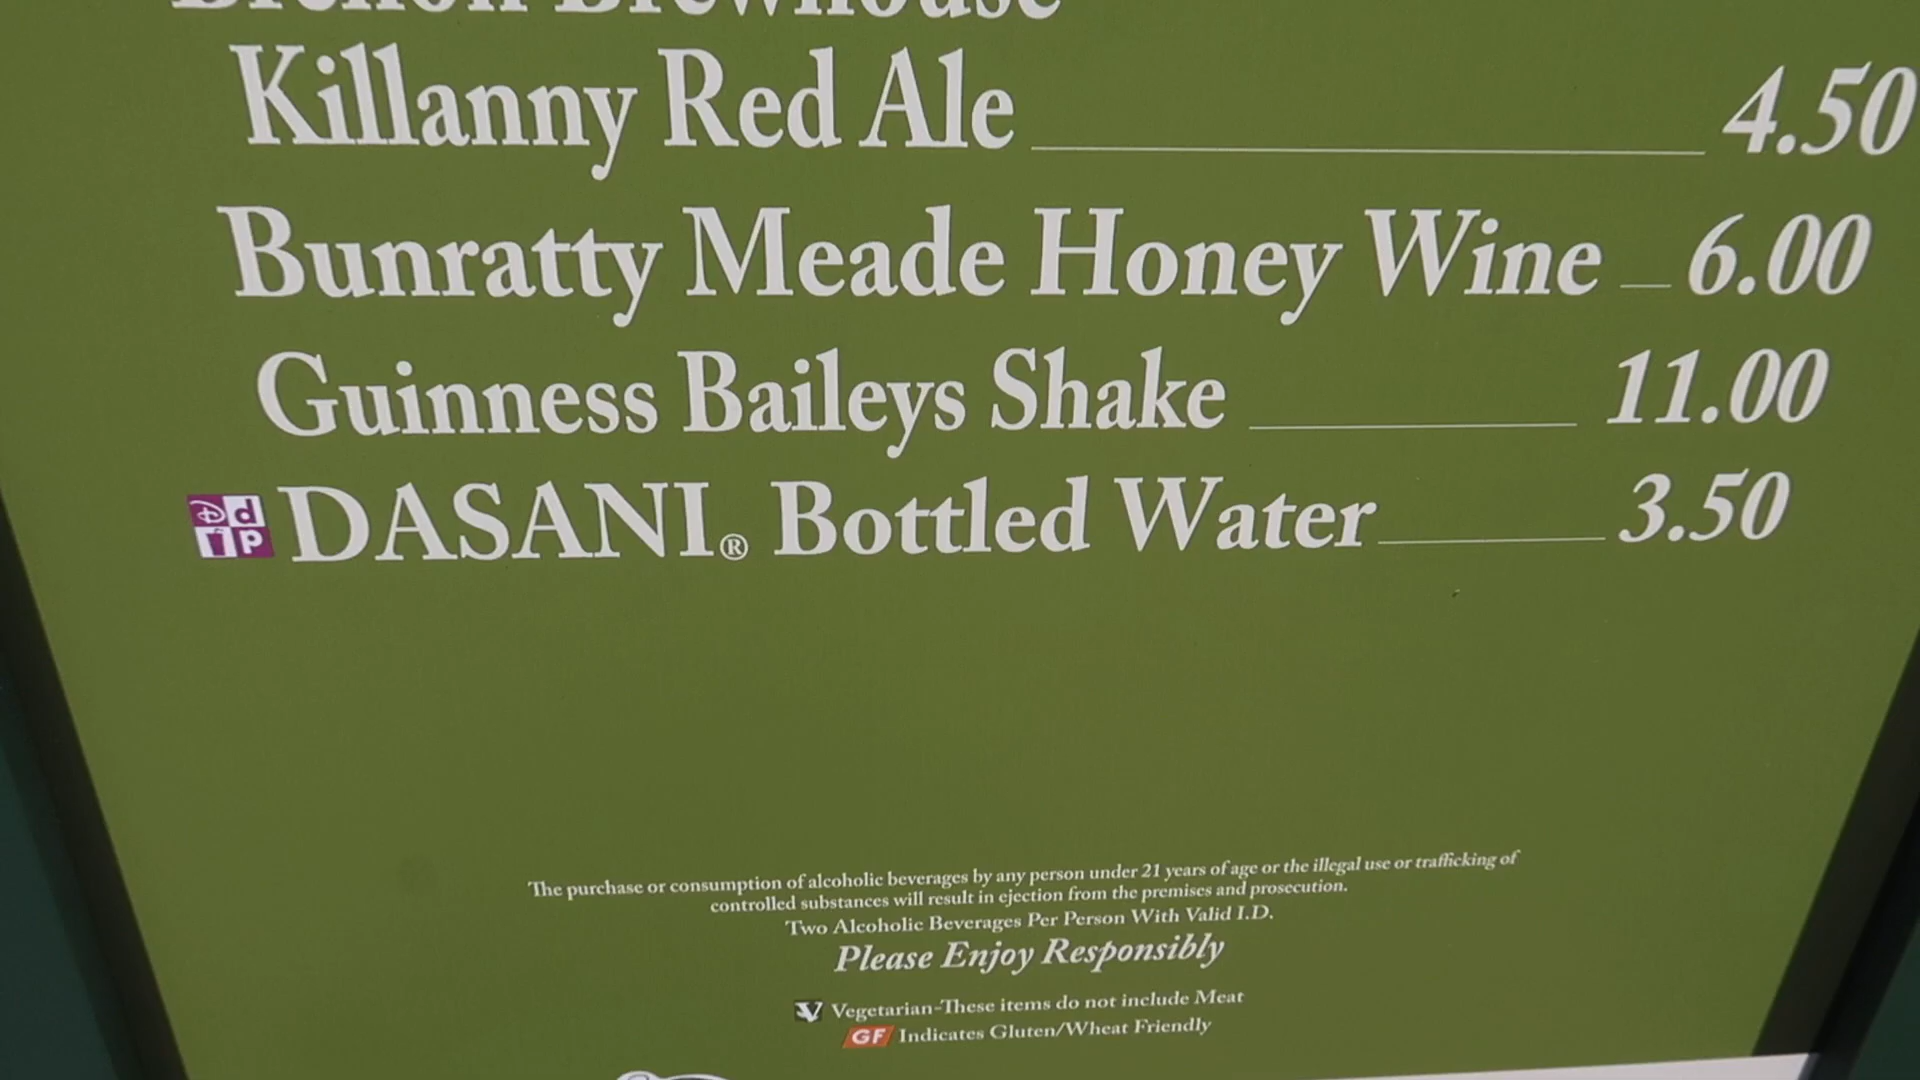 Brehon Brewhouse
Killanny Red Ale 4.50
Bunratty Meade Honey Wine 6.00
Guinness Baileys Shake 11.00
DDP DASANI® Bottled Water 3.50
The purchase or consumption of alcoholic beverages by any person under 21 years of age or the illegal use or trafficking of
controlled substances will result in ejection from the premises and prosecution.
Two Alcoholic Beverages Per Person With Valid I.D.
Please Enjoy Responsibly
V Vegetarian-These items do not include Meat
GF Indicates Gluten/Wheat Friendly